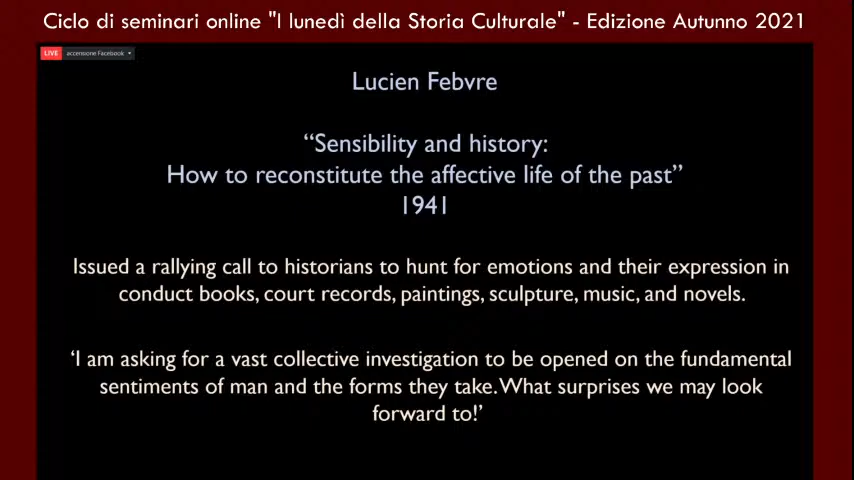 Ciclo di seminari online "I lunedì della Storia Culturale" - Edizione Autunno 2021
LIVE accensione Facebook
Lucien Febvre
“Sensibility and history:
How to reconstitute the affective life of the past”
1941
Issued a rallying call to historians to hunt for emotions and their expression in
conduct books, court records, paintings, sculpture, music, and novels.
‘I am asking for a vast collective investigation to be opened on the fundamental
sentiments of man and the forms they take. What surprises we may look
forward to!’